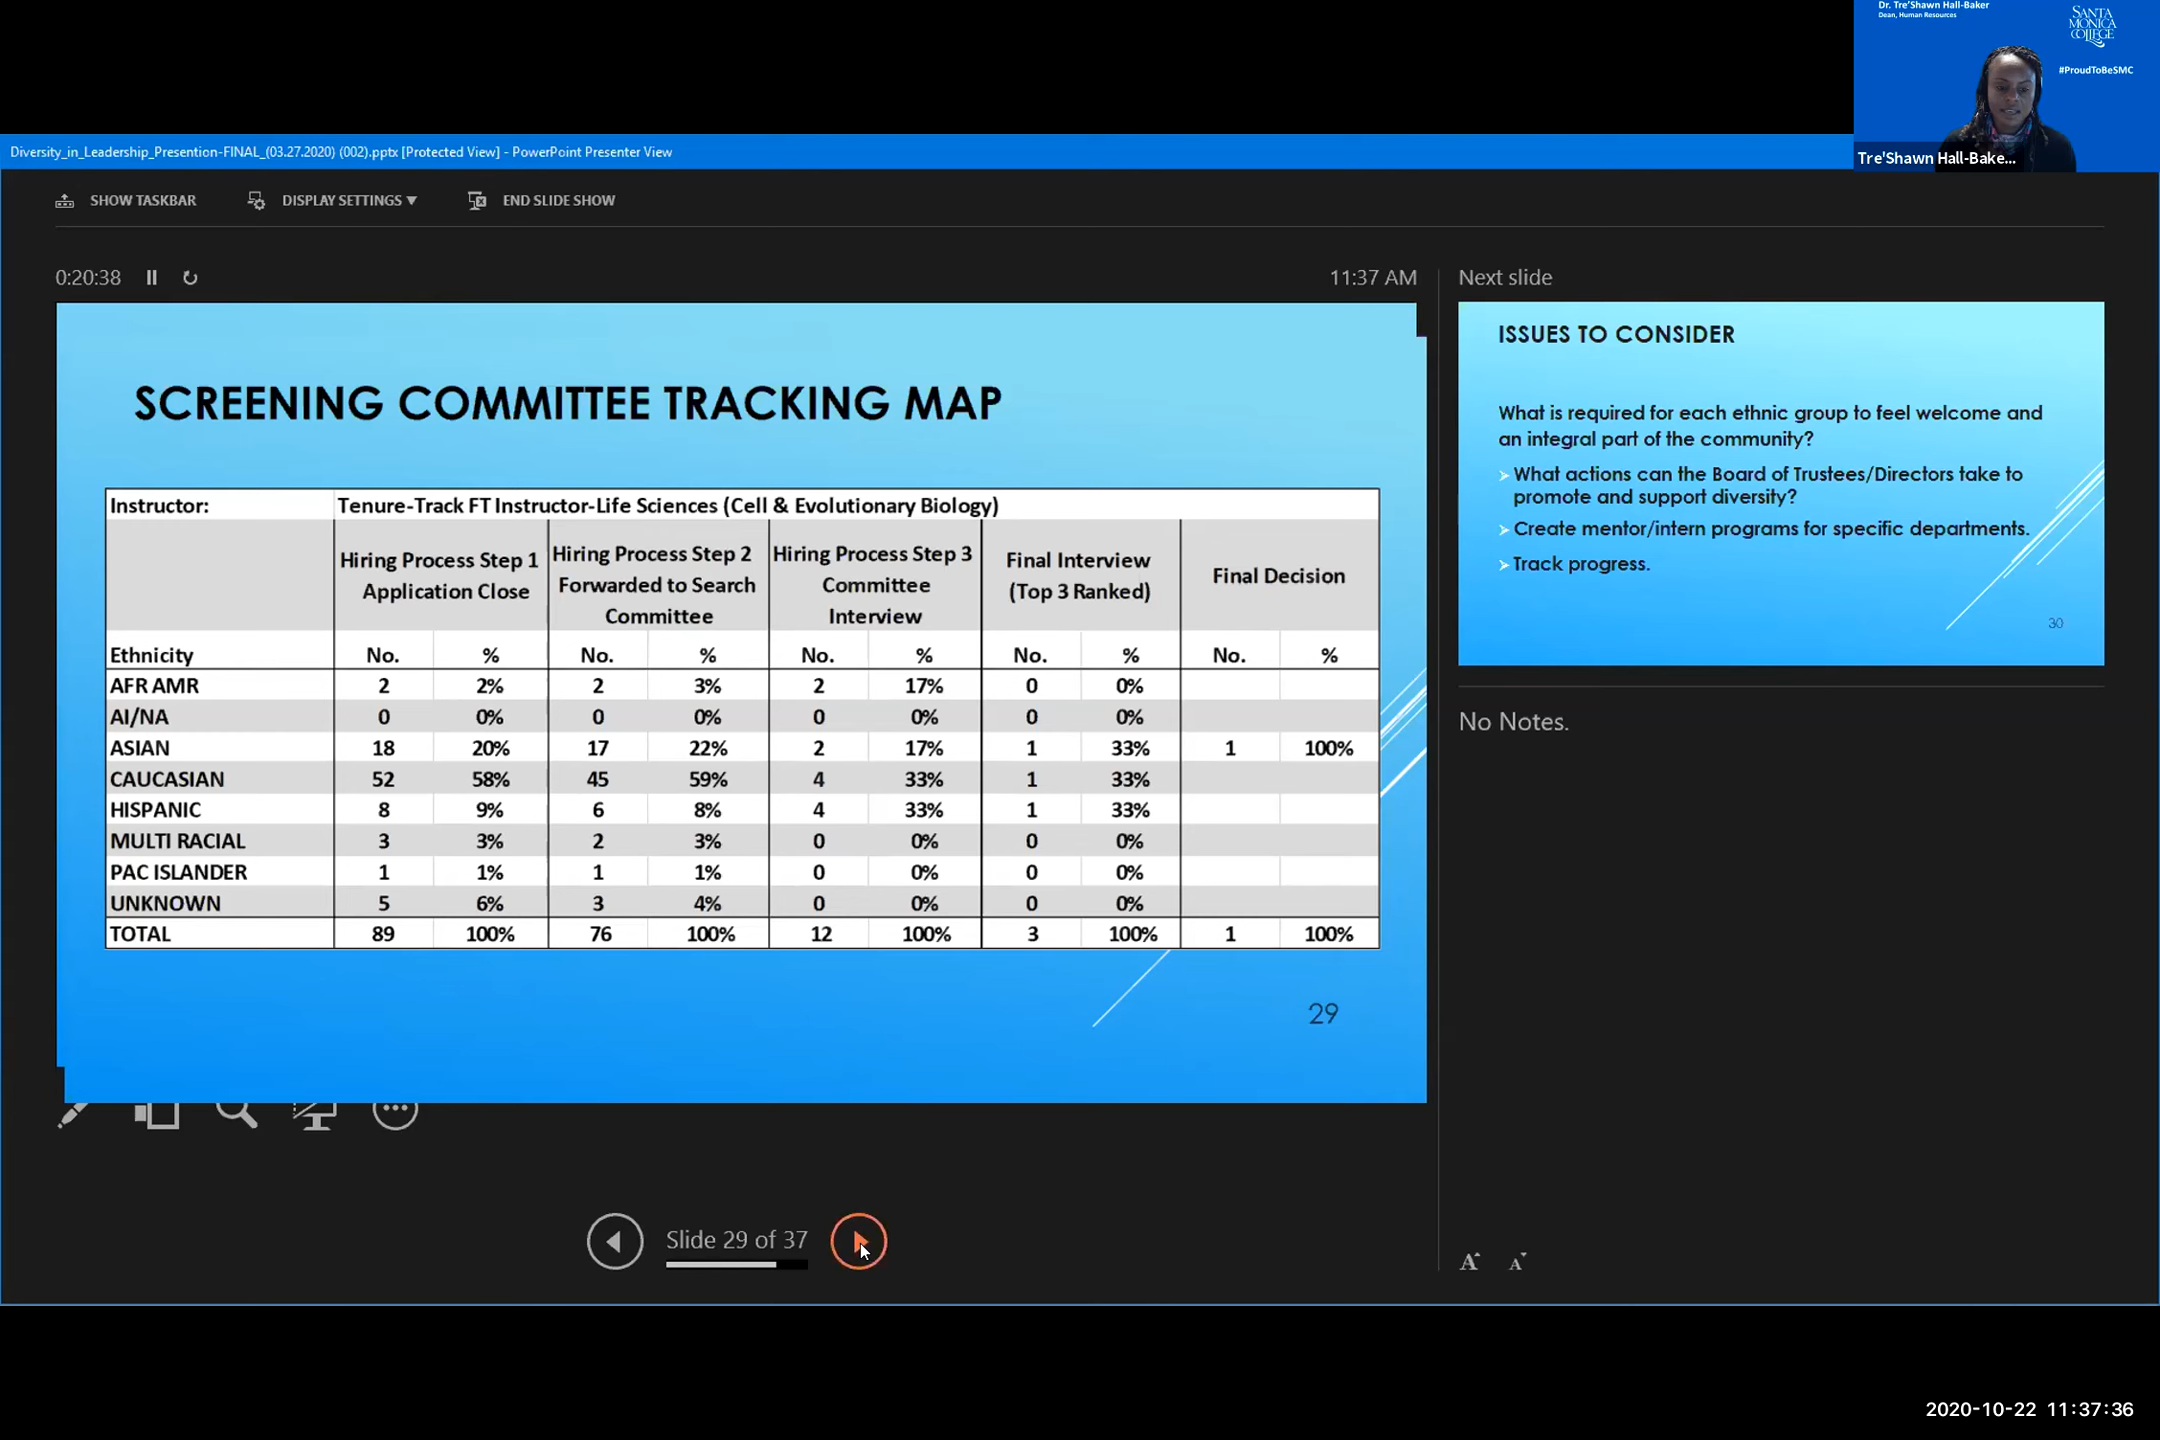 Dr. Tre'Shawn Hall-Baker
Dean, Human Resources
SANTA
MONICA
COLLEGE
#ProudToBeSMC
Tre'Shawn Hall-Bake...
Diversity_in_Leadership_Presention-FINAL_(03.27.2020) (002).pptx [Protected View] - PowerPoint Presenter View
SHOW TASKBAR DISPLAY SETTINGS END SLIDE SHOW
0:20:38 11:37 AM
SCREENING COMMITTEE TRACKING MAP
Instructor: Tenure-Track FT Instructor-Life Sciences (Cell & Evolutionary Biology)
Hiring Process Step 1 Application Close
Hiring Process Step 2 Forwarded to Search Committee
Hiring Process Step 3 Committee Interview
Final Interview (Top 3 Ranked)
Final Decision
Ethnicity No. % No. % No. % No. % No. %
AFR AMR 2 2% 2 3% 2 17% 0 0%
AI/NA 0 0% 0 0% 0 0% 0 0%
ASIAN 18 20% 17 22% 2 17% 1 33% 1 100%
CAUCASIAN 52 58% 45 59% 4 33% 1 33%
HISPANIC 8 9% 6 8% 4 33% 1 33%
MULTI RACIAL 3 3% 2 3% 0 0% 0 0%
PAC ISLANDER 1 1% 1 1% 0 0% 0 0%
UNKNOWN 5 6% 3 4% 0 0% 0 0%
TOTAL 89 100% 76 100% 12 100% 3 100% 1 100%
29
Slide 29 of 37
Next slide
ISSUES TO CONSIDER
What is required for each ethnic group to feel welcome and
an integral part of the community?
What actions can the Board of Trustees/Directors take to
promote and support diversity?
Create mentor/intern programs for specific departments.
Track progress.
30
No Notes.
A A
2020-10-22 11:37:36